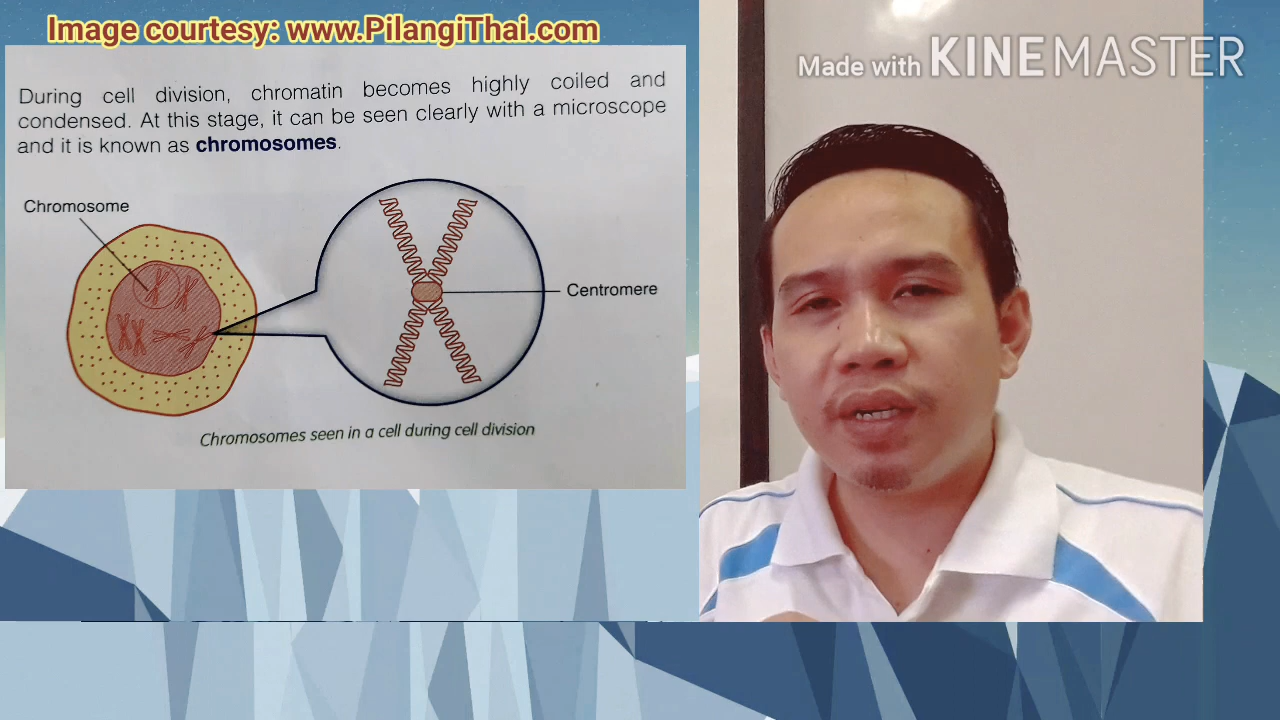 Image courtesy: www.PilangiThai.com
Made with KINEMASTER
During cell division, chromatin becomes highly coiled and
condensed. At this stage, it can be seen clearly with a microscope
and it is known as chromosomes.
Chromosome
Centromere
Chromosomes seen in a cell during cell division